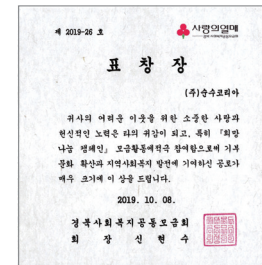 제 2019-26 호
사랑의열매
표 창 장
(주)순수코리아
귀사의 어려운 이웃을 위한 소중한 사랑과
헌신적인 노력은 타의 귀감이 되고, 특히 「희망
나눔 캠페인」 모금활동에적극 참여함으로써 기부
문화 확산과 지역사회복지 발전에 기여하신 공로가
매우 크기에 이 상을 드립니다.
2019. 10. 08.
경북사회복지공동모금회
회 장 신 현 수